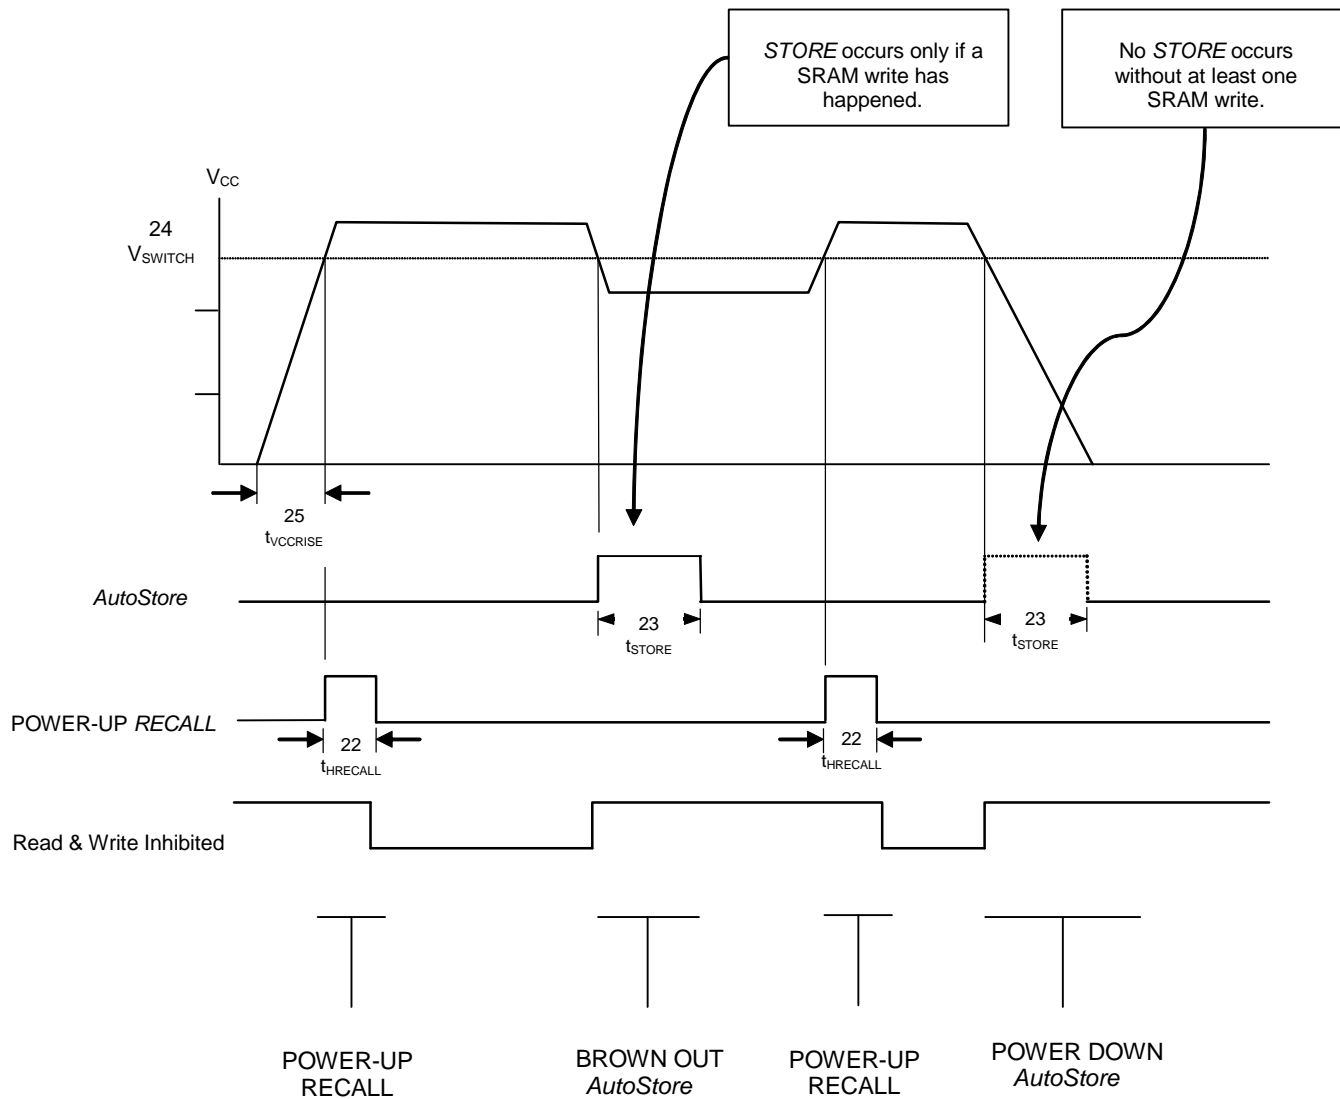 STORE occurs only if a
SRAM write has
happened.
No STORE occurs
without at least one
SRAM write.
VCC
24
VSWITCH
25
tVCCRISE
AutoStore
23
tSTORE
23
tSTORE
POWER-UP RECALL
22
tHRECALL
22
tHRECALL
Read & Write Inhibited
POWER-UP
RECALL
BROWN OUT
AutoStore
POWER-UP
RECALL
POWER DOWN
AutoStore